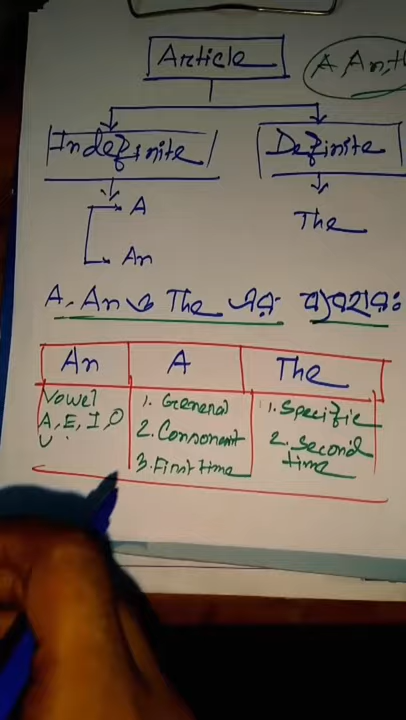 Article
A An, th
Indefinite
Definite
A
An
The
A, An ও The এর ব্যবহারঃ
An
A
The
Vowel
A, E, I, O
U
1. General
2. Consonant
3. First time
1. Specific
2. Second
time